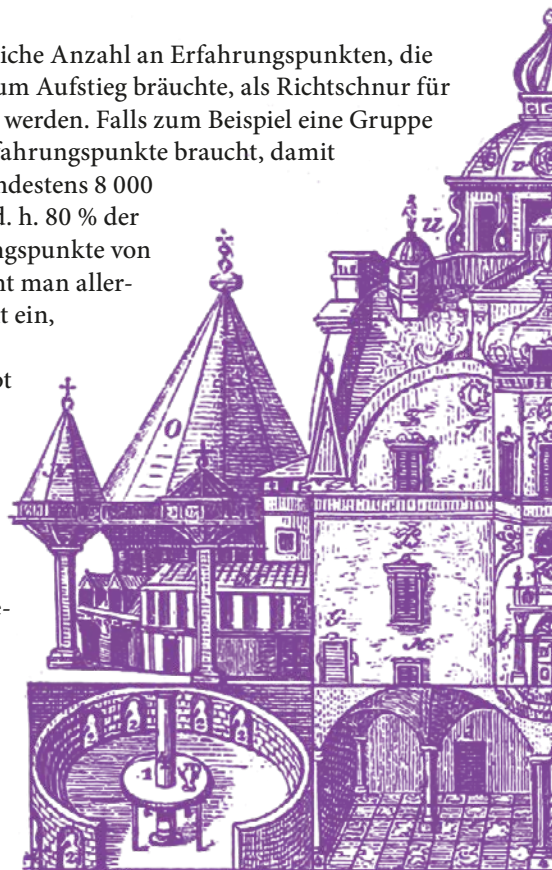 iche Anzahl an Erfahrungspunkten, die
um Aufstieg bräuchte, als Richtschnur für
werden. Falls zum Beispiel eine Gruppe
fahrungspunkte braucht, damit
ndestens 8 000
d. h. 80 % der
ngspunkte von
nt man aller-
t ein,
ot
u
O
N
e-
1